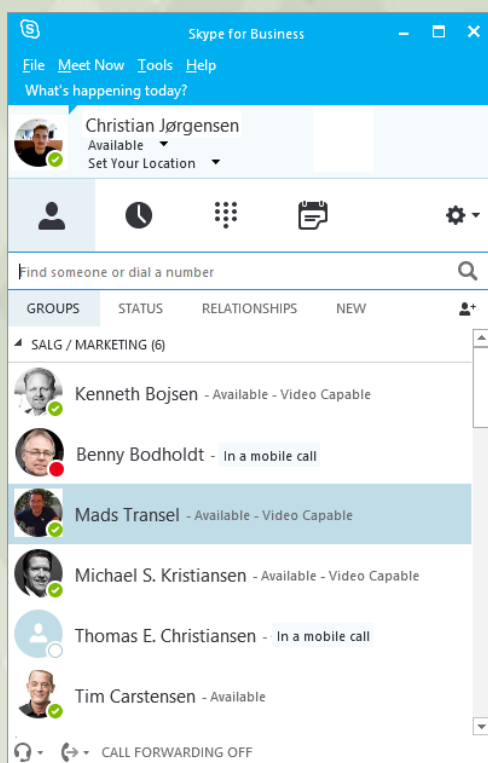 Skype for Business
File Meet Now Tools Help
What's happening today?
Christian Jørgensen
Available
Set Your Location
Find someone or dial a number
GROUPS STATUS RELATIONSHIPS NEW
SALG / MARKETING (6)
Kenneth Bojsen - Available - Video Capable
Benny Bodholdt - In a mobile call
Mads Transel - Available - Video Capable
Michael S. Kristiansen - Available - Video Capable
Thomas E. Christiansen - In a mobile call
Tim Carstensen - Available
CALL FORWARDING OFF